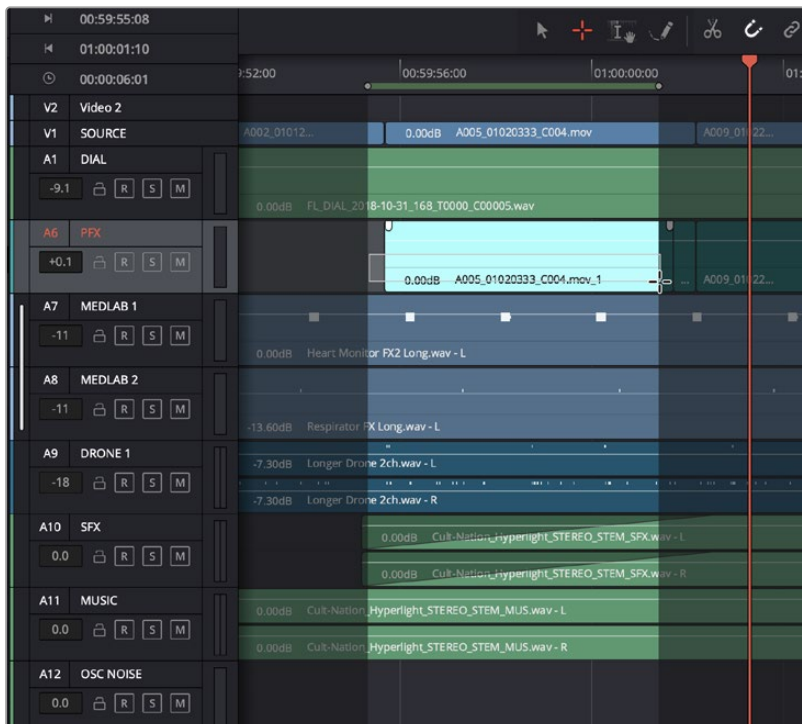 00:59:55:08
01:00:01:10
00:00:06:01
9:52:00 00:59:56:00 01:00:00:00 01:
V2 Video 2
V1 SOURCE A002_01012... 0.00dB A005_01020333_C004.mov A009_01022...
A1 DIAL
-9.1 R S M
0.00dB FL_DIAL_2018-10-31_168_T0000_C00005.wav
A6 PFX
+0.1 R S M
0.00dB A005_01020333_C004.mov_1 ... A009_01022...
A7 MEDLAB 1
-11 R S M
0.00dB Heart Monitor FX2 Long.wav - L
A8 MEDLAB 2
-11 R S M
-13.60dB Respirator FX Long.wav - L
A9 DRONE 1
-7.30dB Longer Drone 2ch.wav - L
-18 R S M
-7.30dB Longer Drone 2ch.wav - R
A10 SFX
0.00dB Cult-Nation_Hyperlight_STEREO_STEM_SFX.wav - L
0.0 R S M
0.00dB Cult-Nation_Hyperlight_STEREO_STEM_SFX.wav - R
A11 MUSIC
0.00dB Cult-Nation_Hyperlight_STEREO_STEM_MUS.wav - L
0.0 R S M
0.00dB Cult-Nation_Hyperlight_STEREO_STEM_MUS.wav - R
A12 OSC NOISE
0.0 R S M